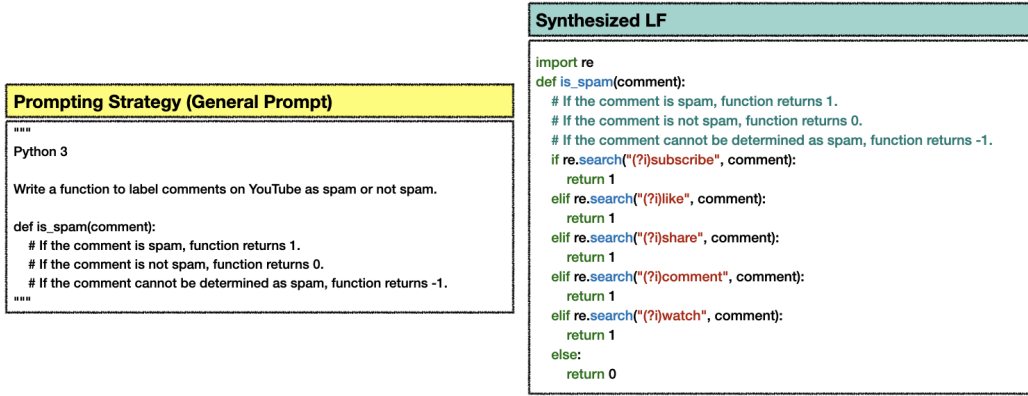 Prompting Strategy (General Prompt)
"""
Python 3
Write a function to label comments on YouTube as spam or not spam.
def is_spam(comment):
# If the comment is spam, function returns 1.
# If the comment is not spam, function returns 0.
# If the comment cannot be determined as spam, function returns -1.
"""
Synthesized LF
import re
def is_spam(comment):
# If the comment is spam, function returns 1.
# If the comment is not spam, function returns 0.
# If the comment cannot be determined as spam, function returns -1.
if re.search("(?i)subscribe", comment):
return 1
elif re.search("(?i)like", comment):
return 1
elif re.search("(?i)share", comment):
return 1
elif re.search("(?i)comment", comment):
return 1
elif re.search("(?i)watch", comment):
return 1
else:
return 0